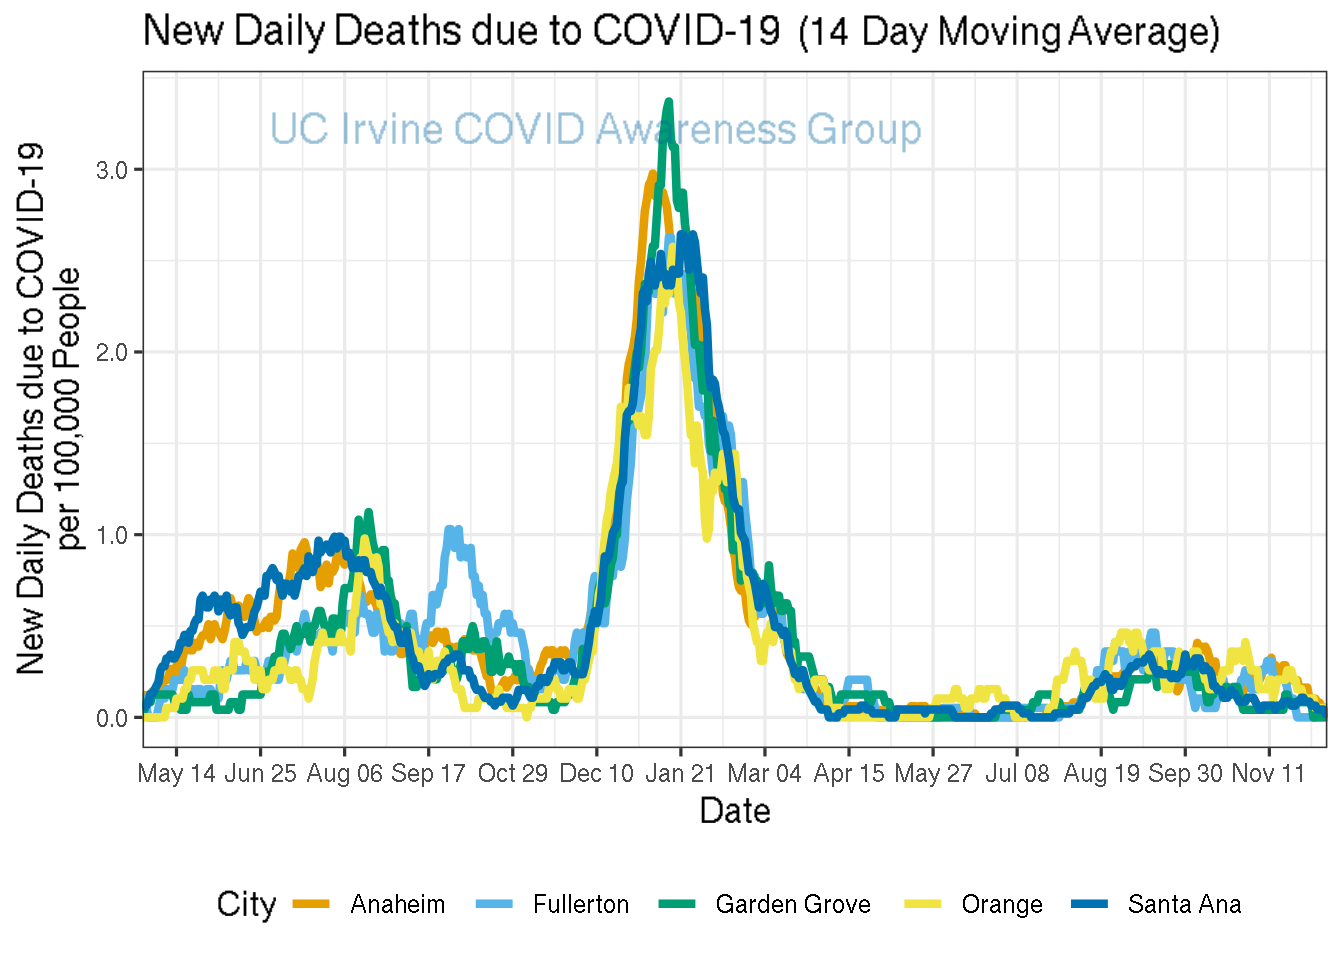 New Daily Deaths due to COVID-19 (14 Day Moving Average)
UC Irvine COVID Awareness Group
New Daily Deaths due to COVID-19
per 100,000 People
3.0
2.0
1.0
0.0
May 14 Jun 25 Aug 06 Sep 17 Oct 29 Dec 10 Jan 21 Mar 04 Apr 15 May 27 Jul 08 Aug 19 Sep 30 Nov 11
Date
City Anaheim Fullerton Garden Grove Orange Santa Ana